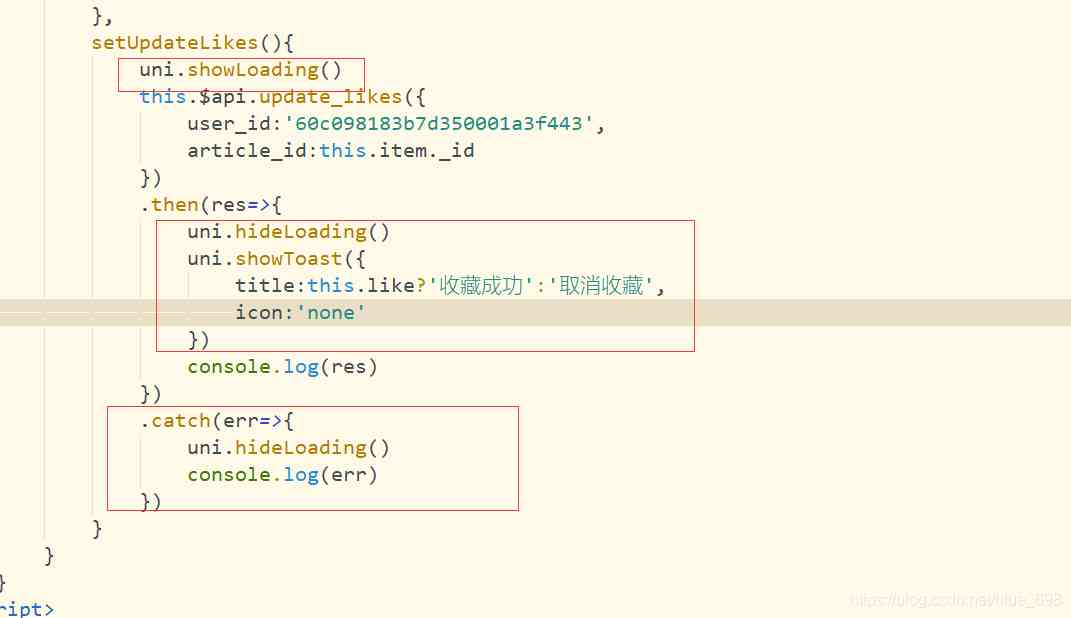 },
setUpdateLikes(){
uni.showLoading()
this.$api.update_likes({
user_id:'60c098183b7d350001a3f443',
article_id:this.item._id
})
.then(res=>{
uni.hideLoading()
uni.showToast({
title:this.like?'收藏成功':'取消收藏',
icon:'none'
})
console.log(res)
})
.catch(err=>{
uni.hideLoading()
console.log(err)
})
}
}
}
ript>
https://blog.csdn.net/blue_698